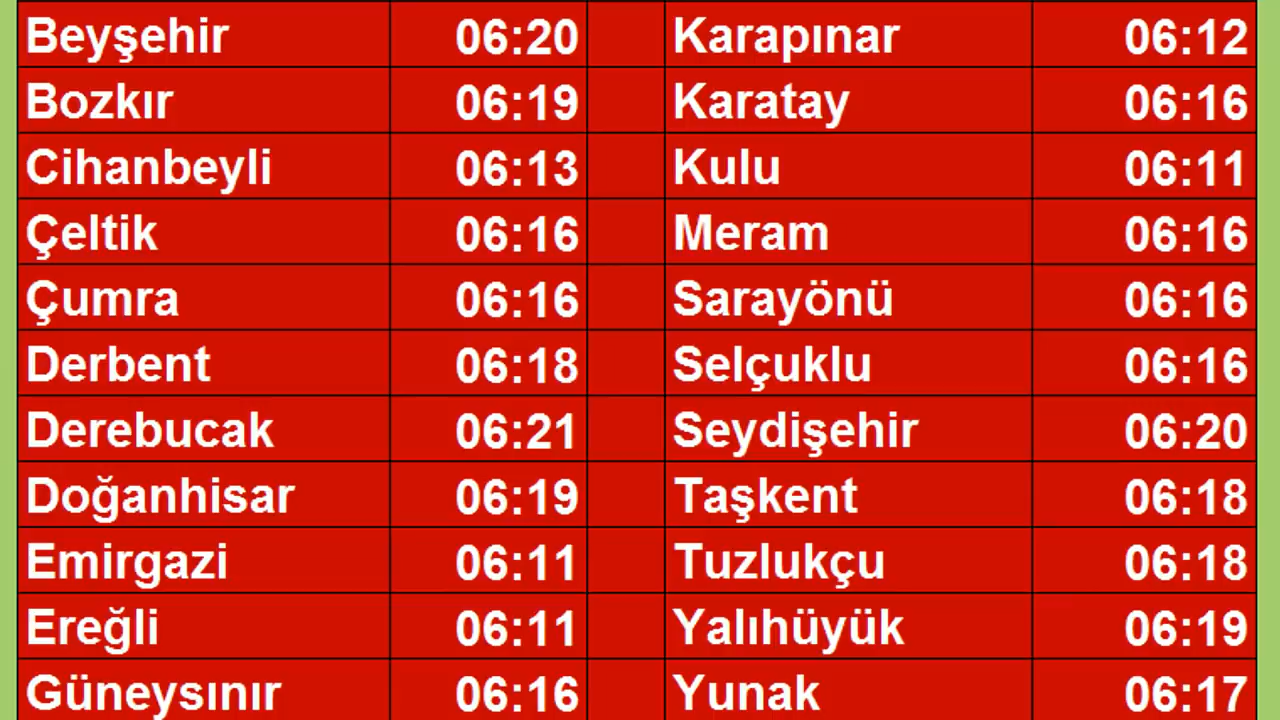 Beyşehir 06:20 Karapınar 06:12
Bozkır 06:19 Karatay 06:16
Cihanbeyli 06:13 Kulu 06:11
Çeltik 06:16 Meram 06:16
Çumra 06:16 Sarayönü 06:16
Derbent 06:18 Selçuklu 06:16
Derebucak 06:21 Seydişehir 06:20
Doğanhisar 06:19 Taşkent 06:18
Emirgazi 06:11 Tuzlukçu 06:18
Ereğli 06:11 Yalıhüyük 06:19
Güneysınır 06:16 Yunak 06:17